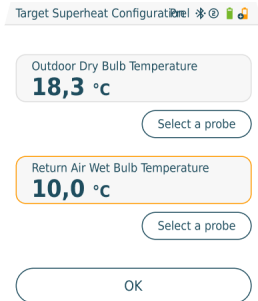 Target Superheat Configuration
Outdoor Dry Bulb Temperature
18,3 °C
Select a probe
Return Air Wet Bulb Temperature
10,0 °C
Select a probe
OK